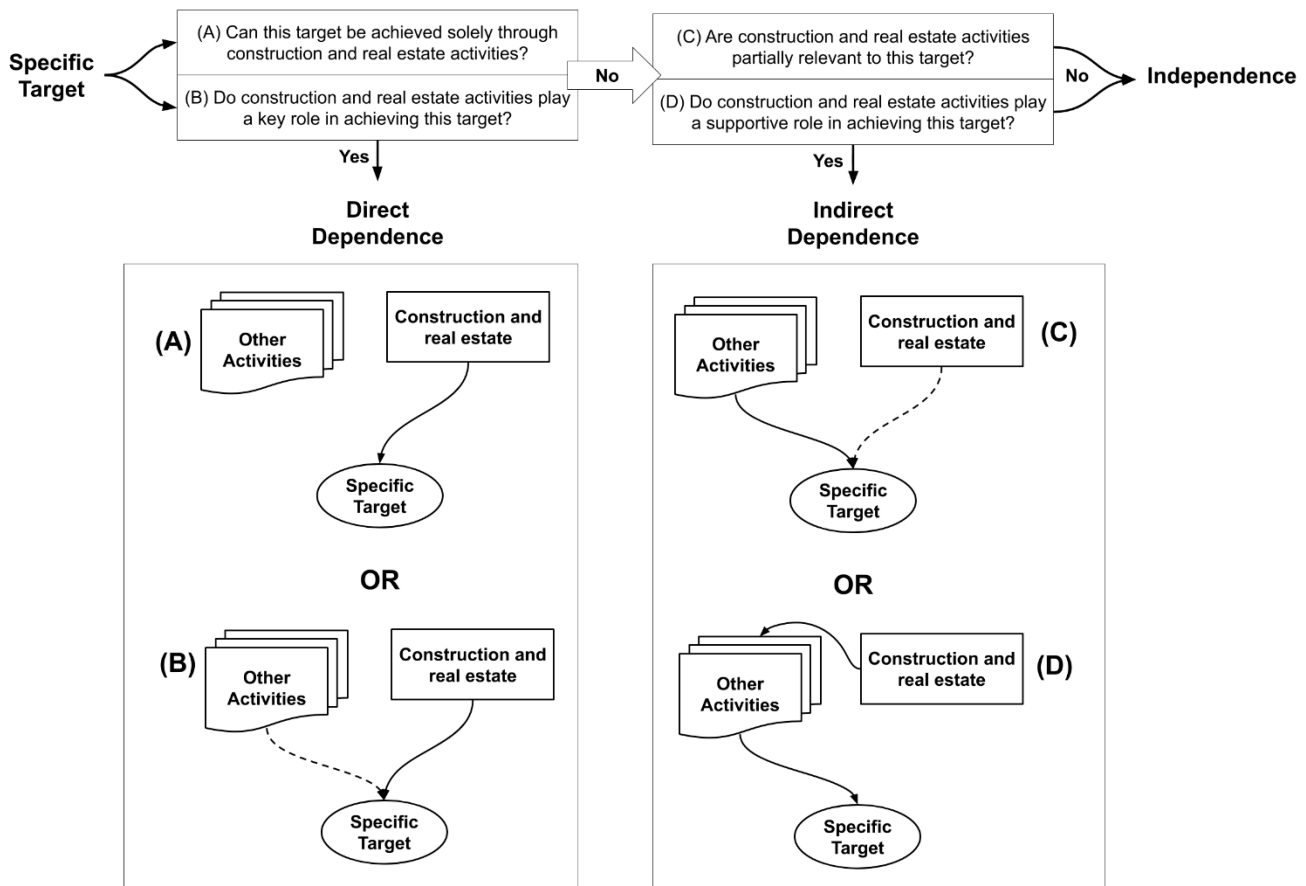 Specific
Target
(A) Can this target be achieved solely through
construction and real estate activities?
(B) Do construction and real estate activities play
a key role in achieving this target?
No
(C) Are construction and real estate activities
partially relevant to this target?
(D) Do construction and real estate activities play
a supportive role in achieving this target?
No
Independence
Yes
Yes
Direct
Dependence
Indirect
Dependence
(A)
Other
Activities
Construction and
real estate
Specific
Target
OR
(B)
Other
Activities
Construction and
real estate
Specific
Target
Other
Activities
Construction and
real estate
(C)
Specific
Target
OR
Other
Activities
Construction and
real estate
(D)
Specific
Target